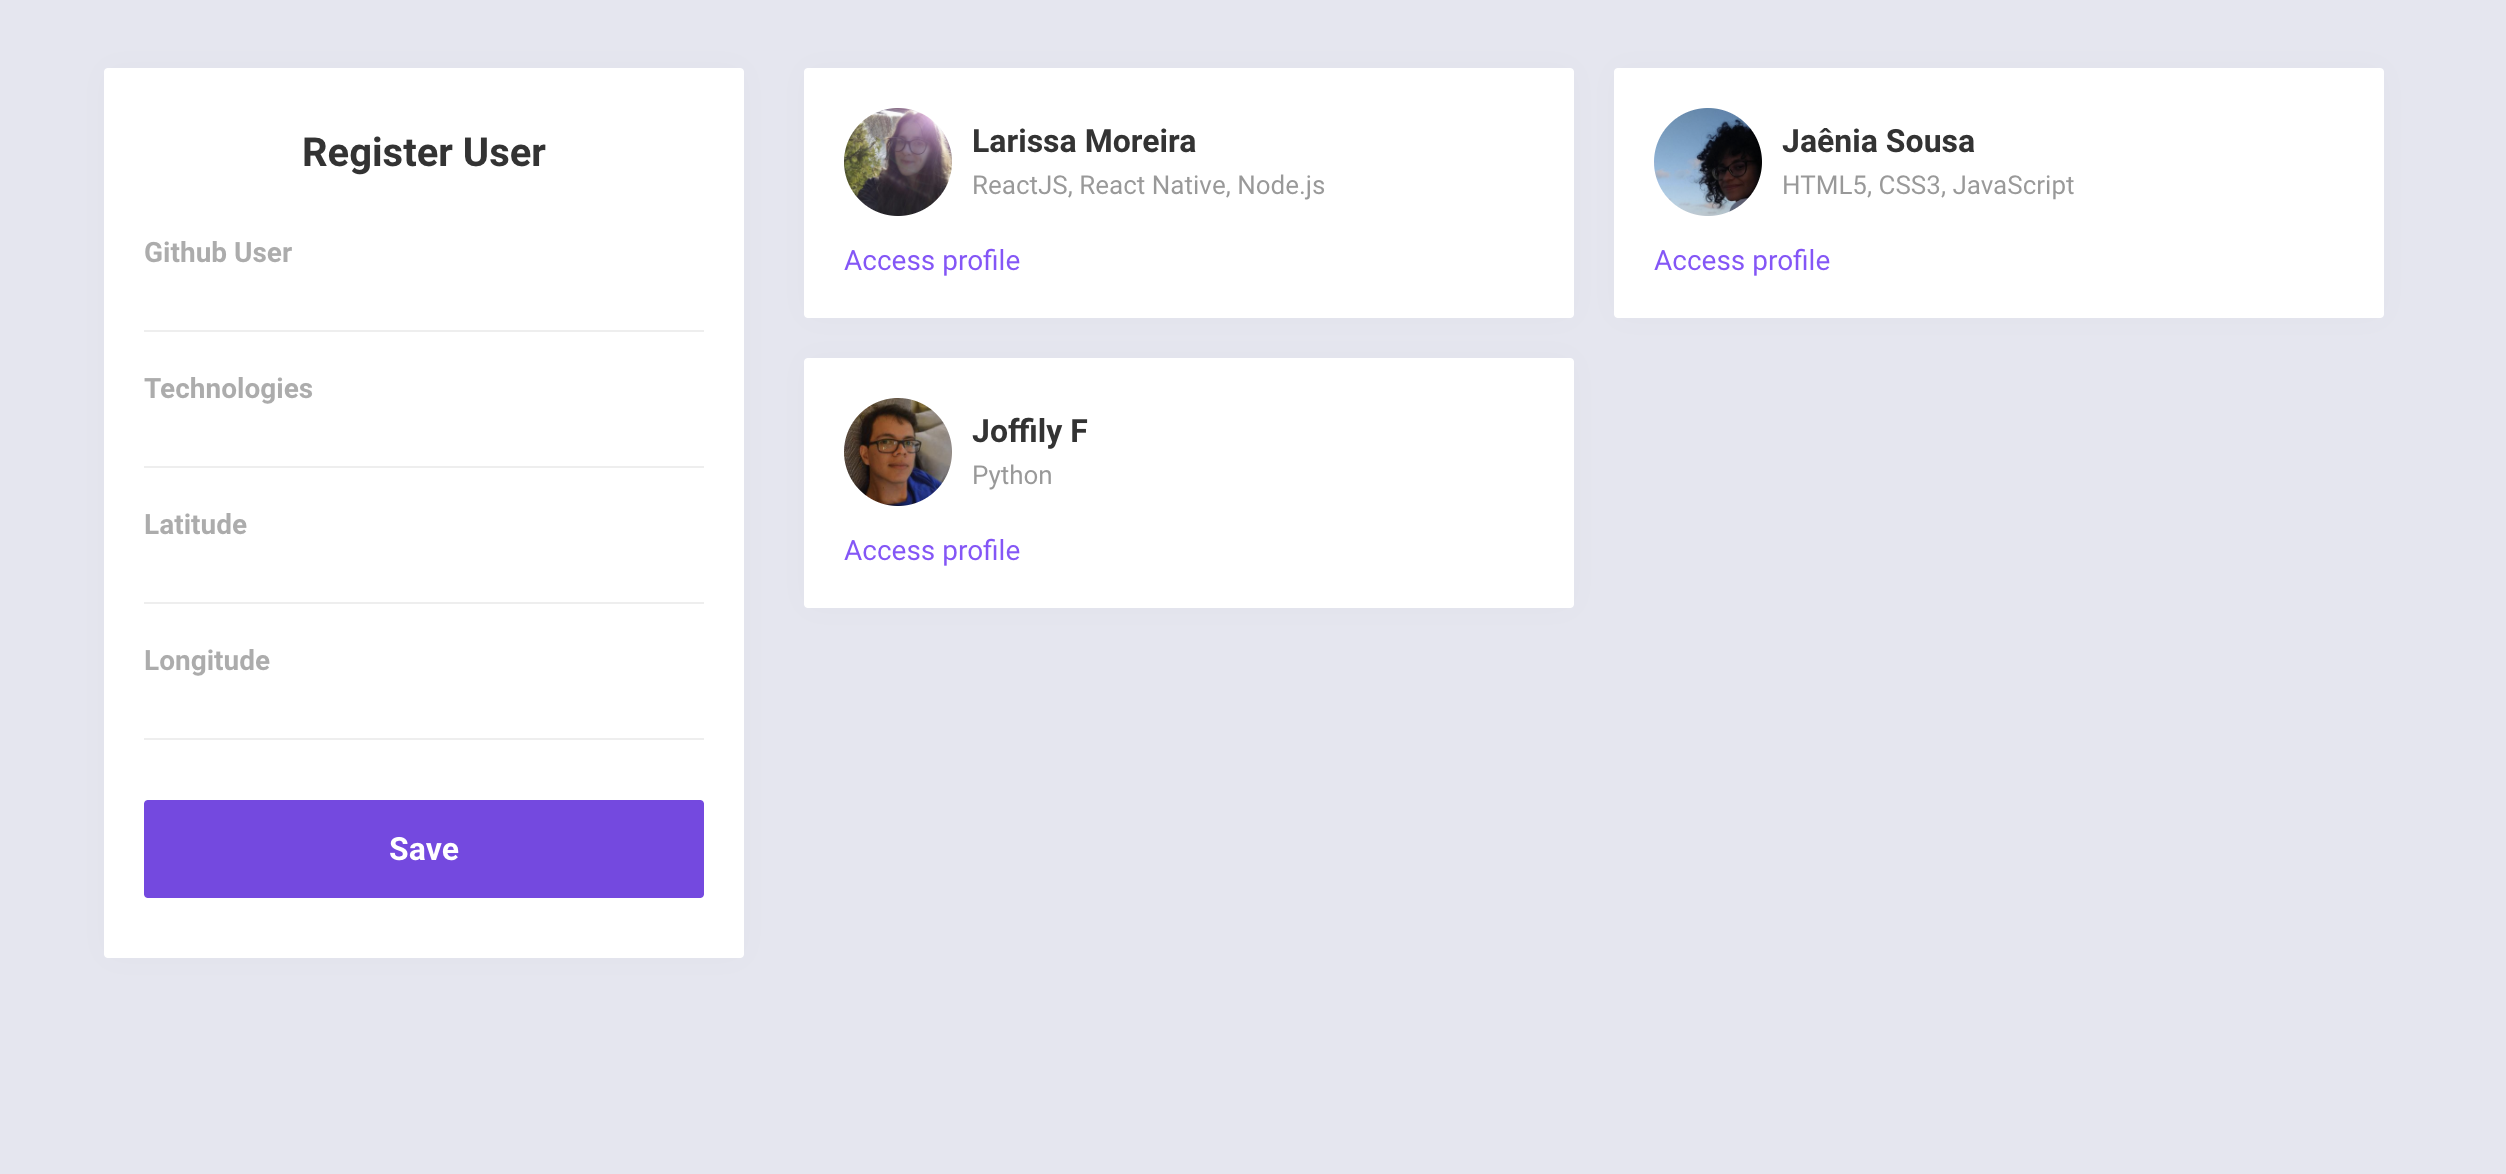 Register User
Github User
Technologies
Latitude
Longitude
Save
Larissa Moreira
ReactJS, React Native, Node.js
Access profile
Jaênia Sousa
HTML5, CSS3, JavaScript
Access profile
Joffily F
Python
Access profile